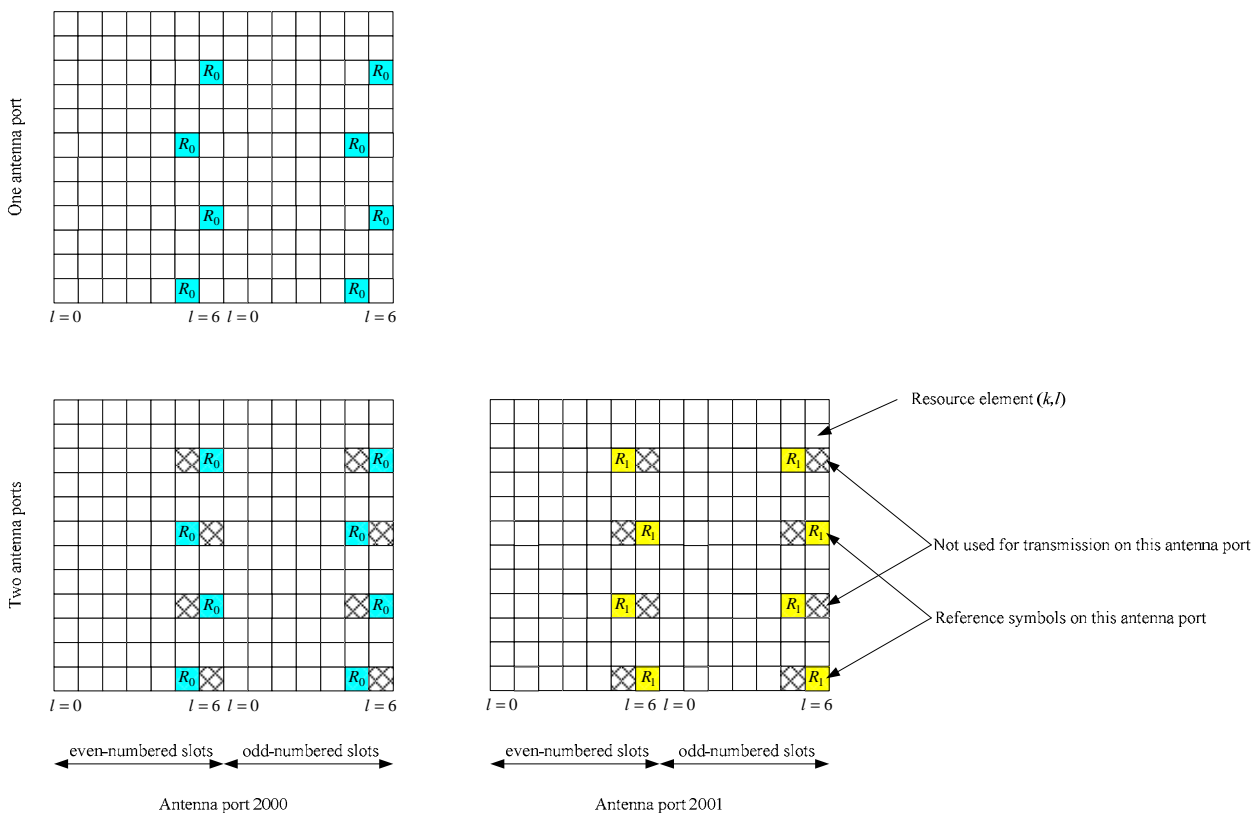 One antenna port
R0 R0
R0 R0
R0 R0
R0 R0
l = 0 l = 6 l = 0 l = 6
Two antenna ports
R0 R0
R0 R0
R0 R0
R0 R0
l = 0 l = 6 l = 0 l = 6
even-numbered slots odd-numbered slots
Antenna port 2000
R1 R1
R1 R1
R1 R1
R1 R1
l = 0 l = 6 l = 0 l = 6
even-numbered slots odd-numbered slots
Antenna port 2001
Resource element (k,l)
Not used for transmission on this antenna port
Reference symbols on this antenna port